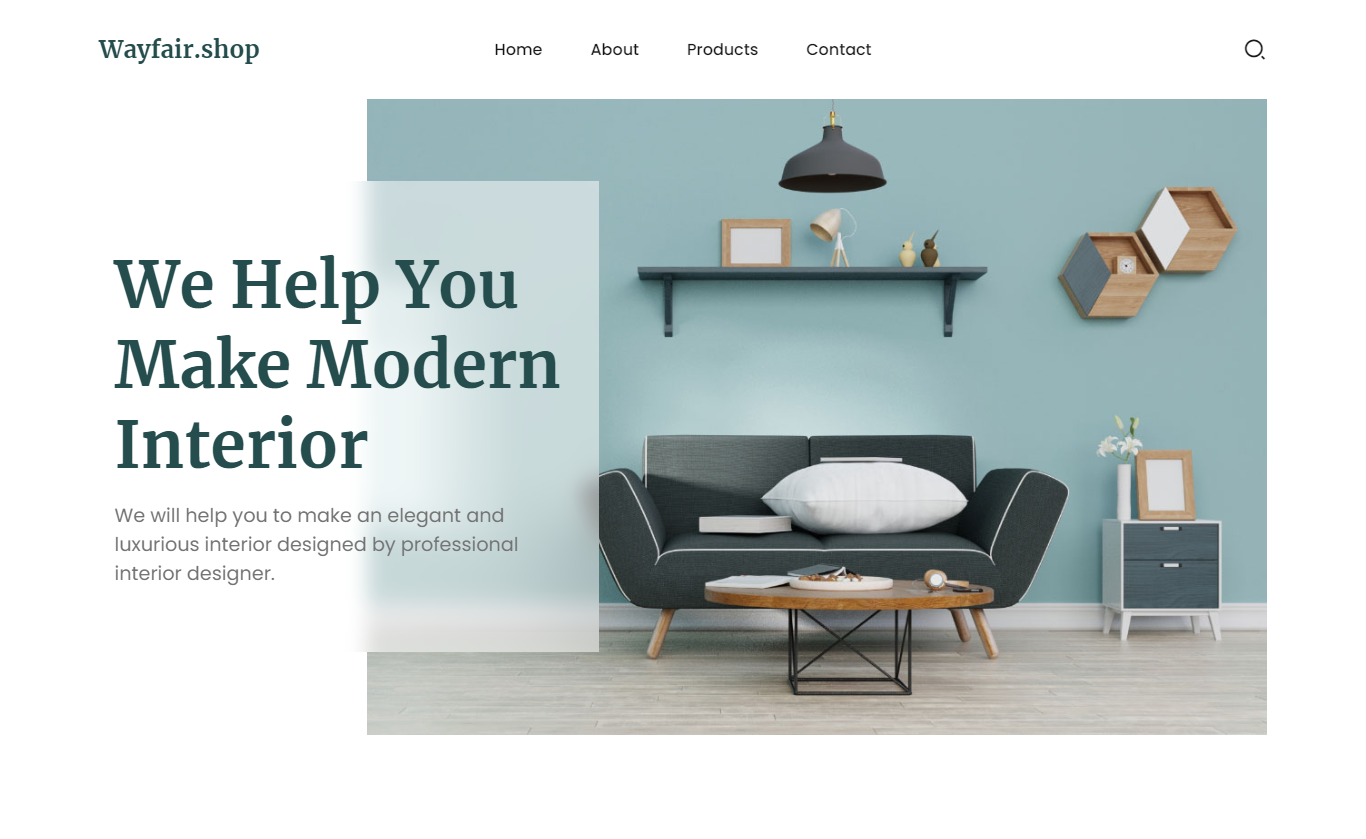 Wayfair.shop
Home
About
Products
Contact
We Help You
Make Modern
Interior
We will help you to make an elegant and
luxurious interior designed by professional
interior designer.